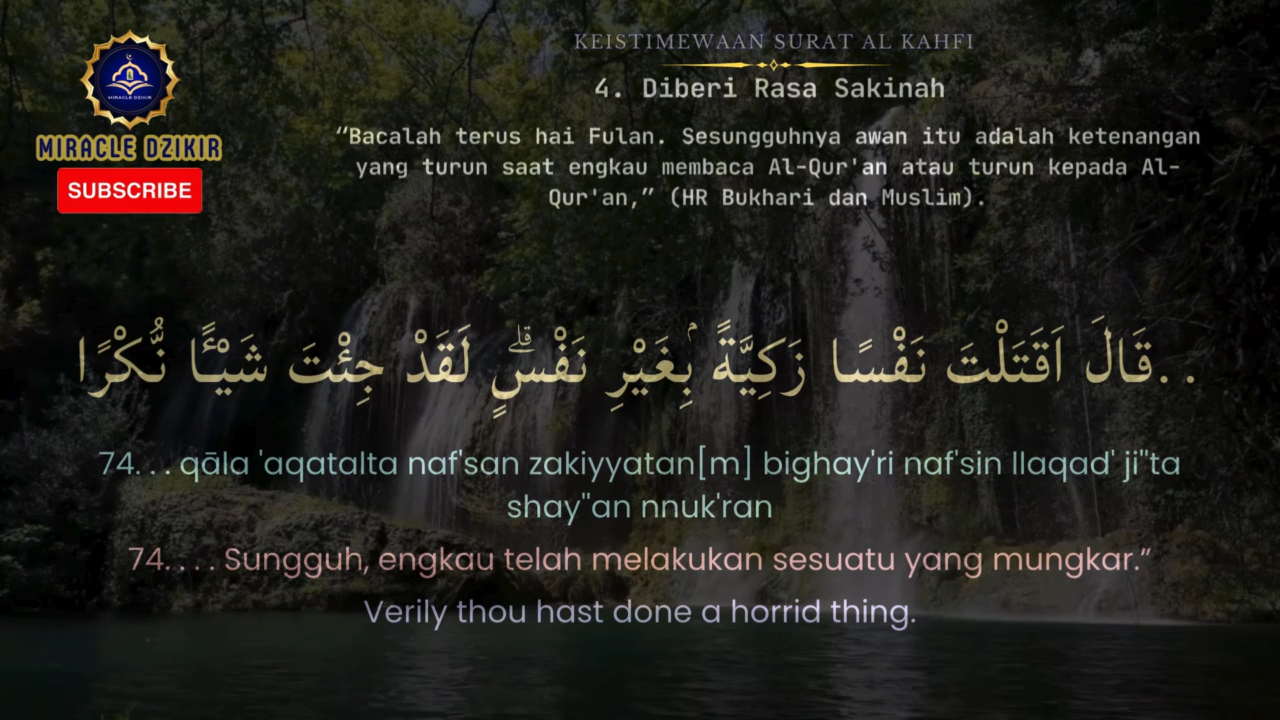 MIRACLE DZIKIR
MIRACLE DZIKIR
SUBSCRIBE
KEISTIMEWAAN SURAT AL KAHFI
4. Diberi Rasa Sakinah
“Bacalah terus hai Fulan. Sesungguhnya awan itu adalah ketenangan
yang turun saat engkau membaca Al-Qur'an atau turun kepada Al-
Qur'an,” (HR Bukhari dan Muslim).
..قَالَ اَقَتَلْتَ نَفْسًا زَكِيَّةً ۢبِغَيْرِ نَفْسٍۗ لَقَدْ جِئْتَ شَيْـًٔا نُّكْرًا
74. . . qāla 'aqatalta naf'san zakiyyatan[m] bighay'ri naf'sin llaqad' ji"ta
shay"an nnuk'ran
74. . . . Sungguh, engkau telah melakukan sesuatu yang mungkar.“
Verily thou hast done a horrid thing.